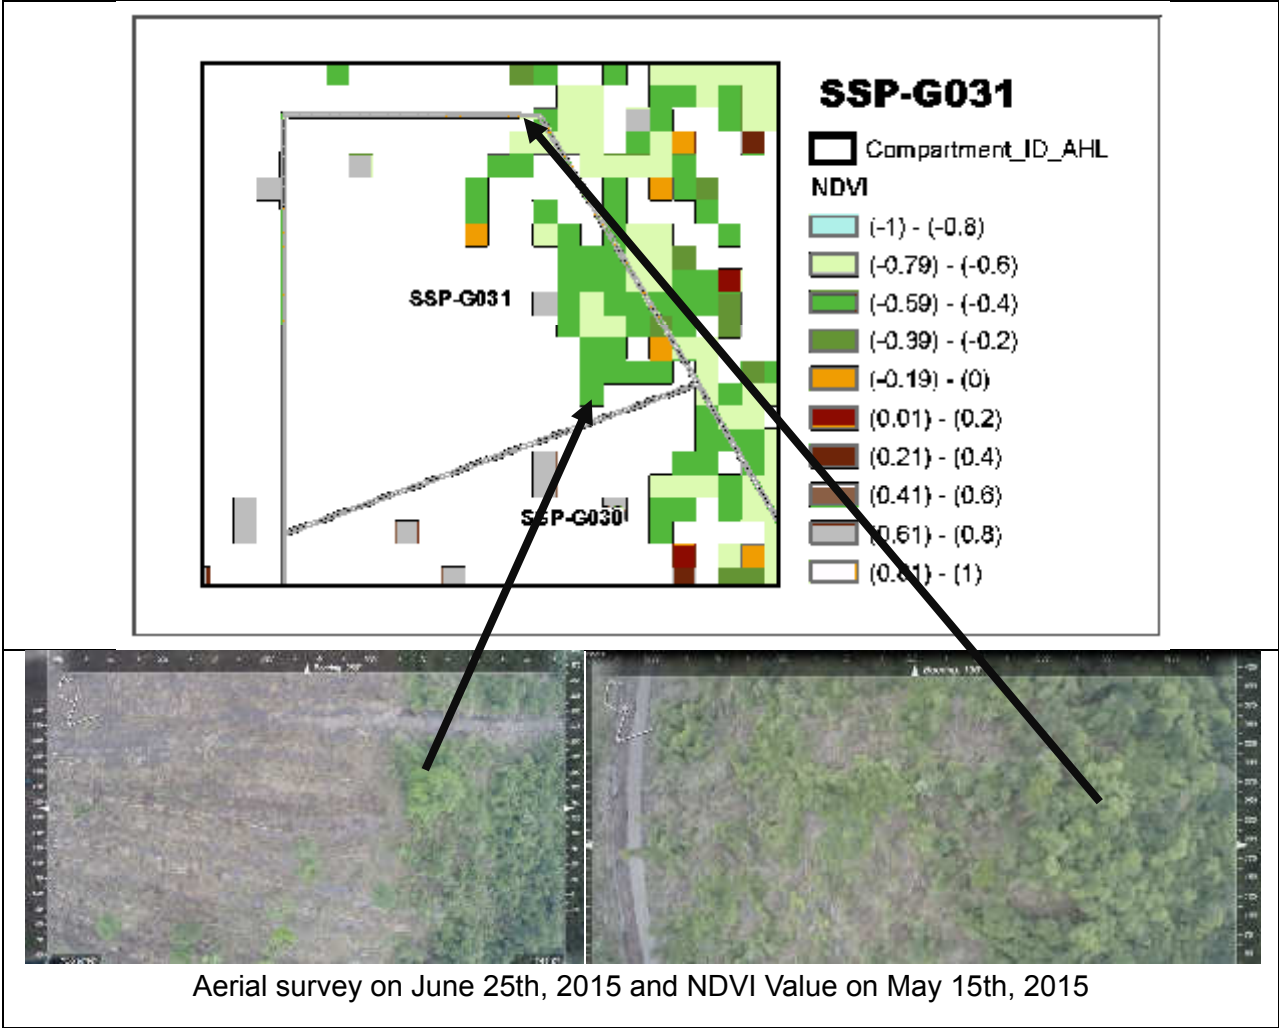 SSP-G031
Compartment_ID_AHL
NDVI
(-1) - (-0.8)
(-0.79) - (-0.6)
(-0.59) - (-0.4)
(-0.39) - (-0.2)
(-0.19) - (0)
(0.01) - (0.2)
(0.21) - (0.4)
(0.41) - (0.6)
(0.61) - (0.8)
(0.81) - (1)
SSP-G031
SSP-G030
Aerial survey on June 25th, 2015 and NDVI Value on May 15th, 2015